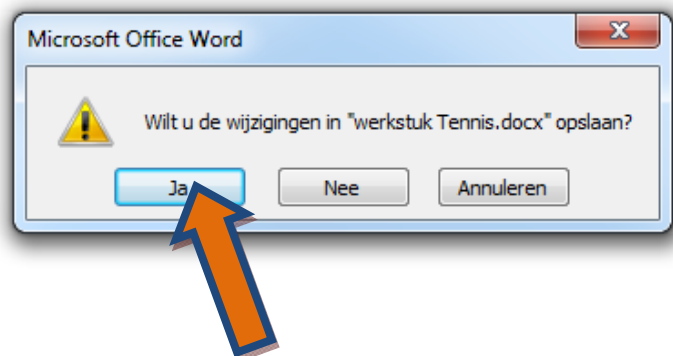 Microsoft Office Word
Wilt u de wijzigingen in "werkstuk Tennis.docx" opslaan?
Ja Nee Annuleren